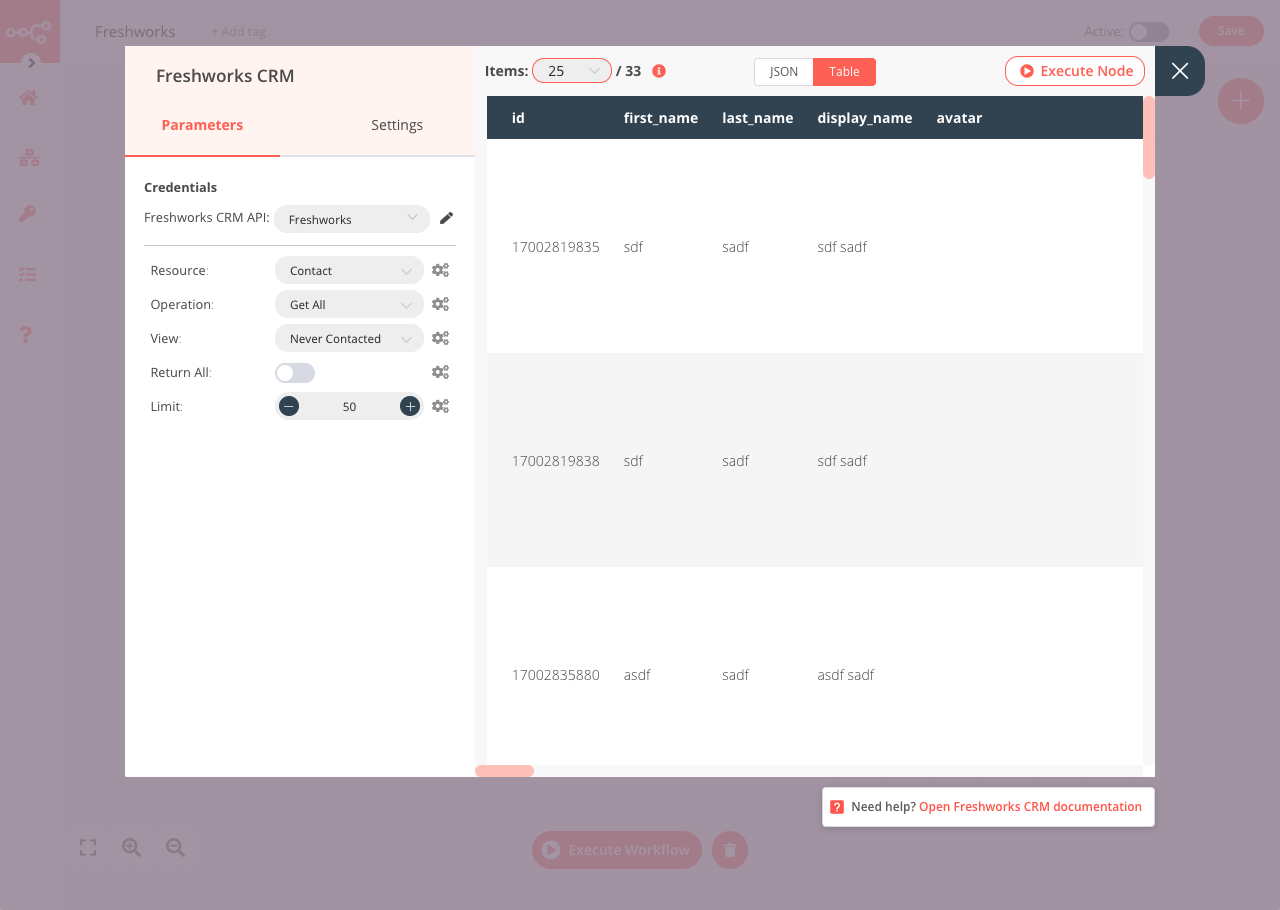 Freshworks
+ Add tag
Active:
Save
Freshworks CRM
Parameters
Settings
Credentials
Freshworks CRM API:
Freshworks
Resource:
Contact
Operation:
Get All
View:
Never Contacted
Return All:
Limit:
50
Items: 25 / 33
JSON
Table
Execute Node
id first_name last_name display_name avatar
17002819835 sdf sadf sdf sadf
17002819838 sdf sadf sdf sadf
17002835880 asdf sadf asdf sadf
Need help? Open Freshworks CRM documentation
Execute Workflow